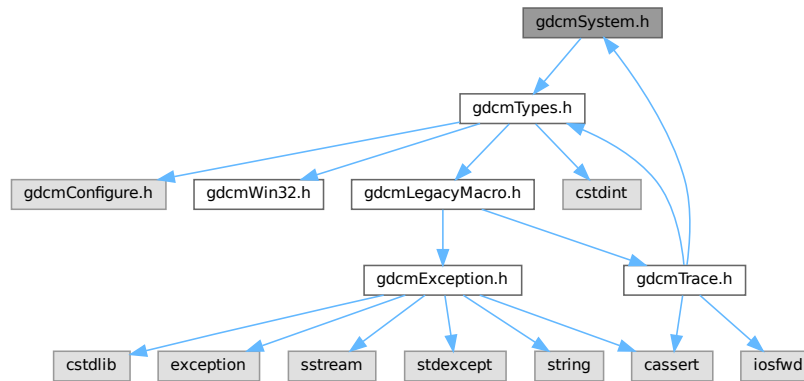 gdcmSystem.h
gdcmTypes.h
gdcmConfigure.h
gdcmWin32.h
gdcmLegacyMacro.h
cstdint
gdcmException.h
gdcmTrace.h
cstdlib
exception
sstream
stdexcept
string
cassert
iosfwd